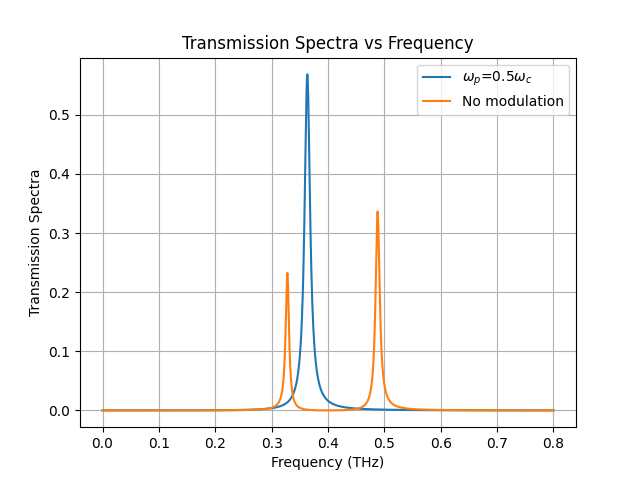 Transmission Spectra vs Frequency
ωp=0.5ωc
No modulation
Transmission Spectra
0.5
0.4
0.3
0.2
0.1
0.0
0.0 0.1 0.2 0.3 0.4 0.5 0.6 0.7 0.8
Frequency (THz)